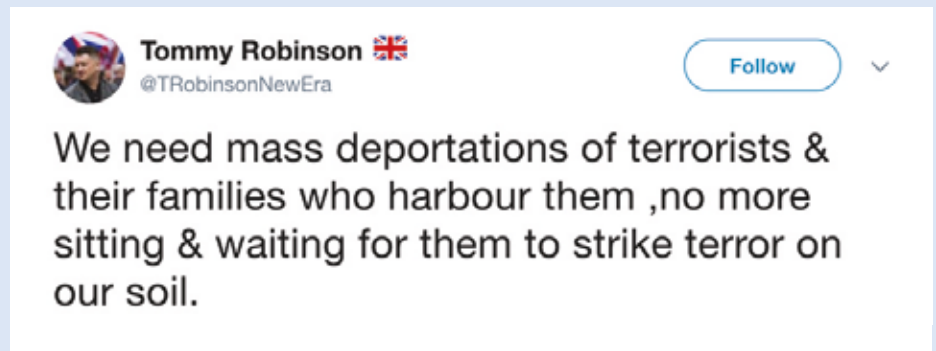 Tommy Robinson 🇬🇧
@TRobinsonNewEra
Follow
We need mass deportations of terrorists &
their families who harbour them ,no more
sitting & waiting for them to strike terror on
our soil.